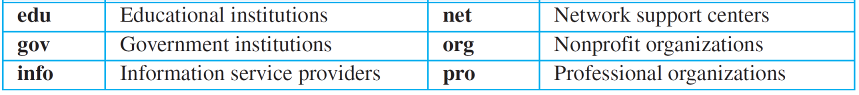 edu Educational institutions net Network support centers
gov Government institutions org Nonprofit organizations
info Information service providers pro Professional organizations